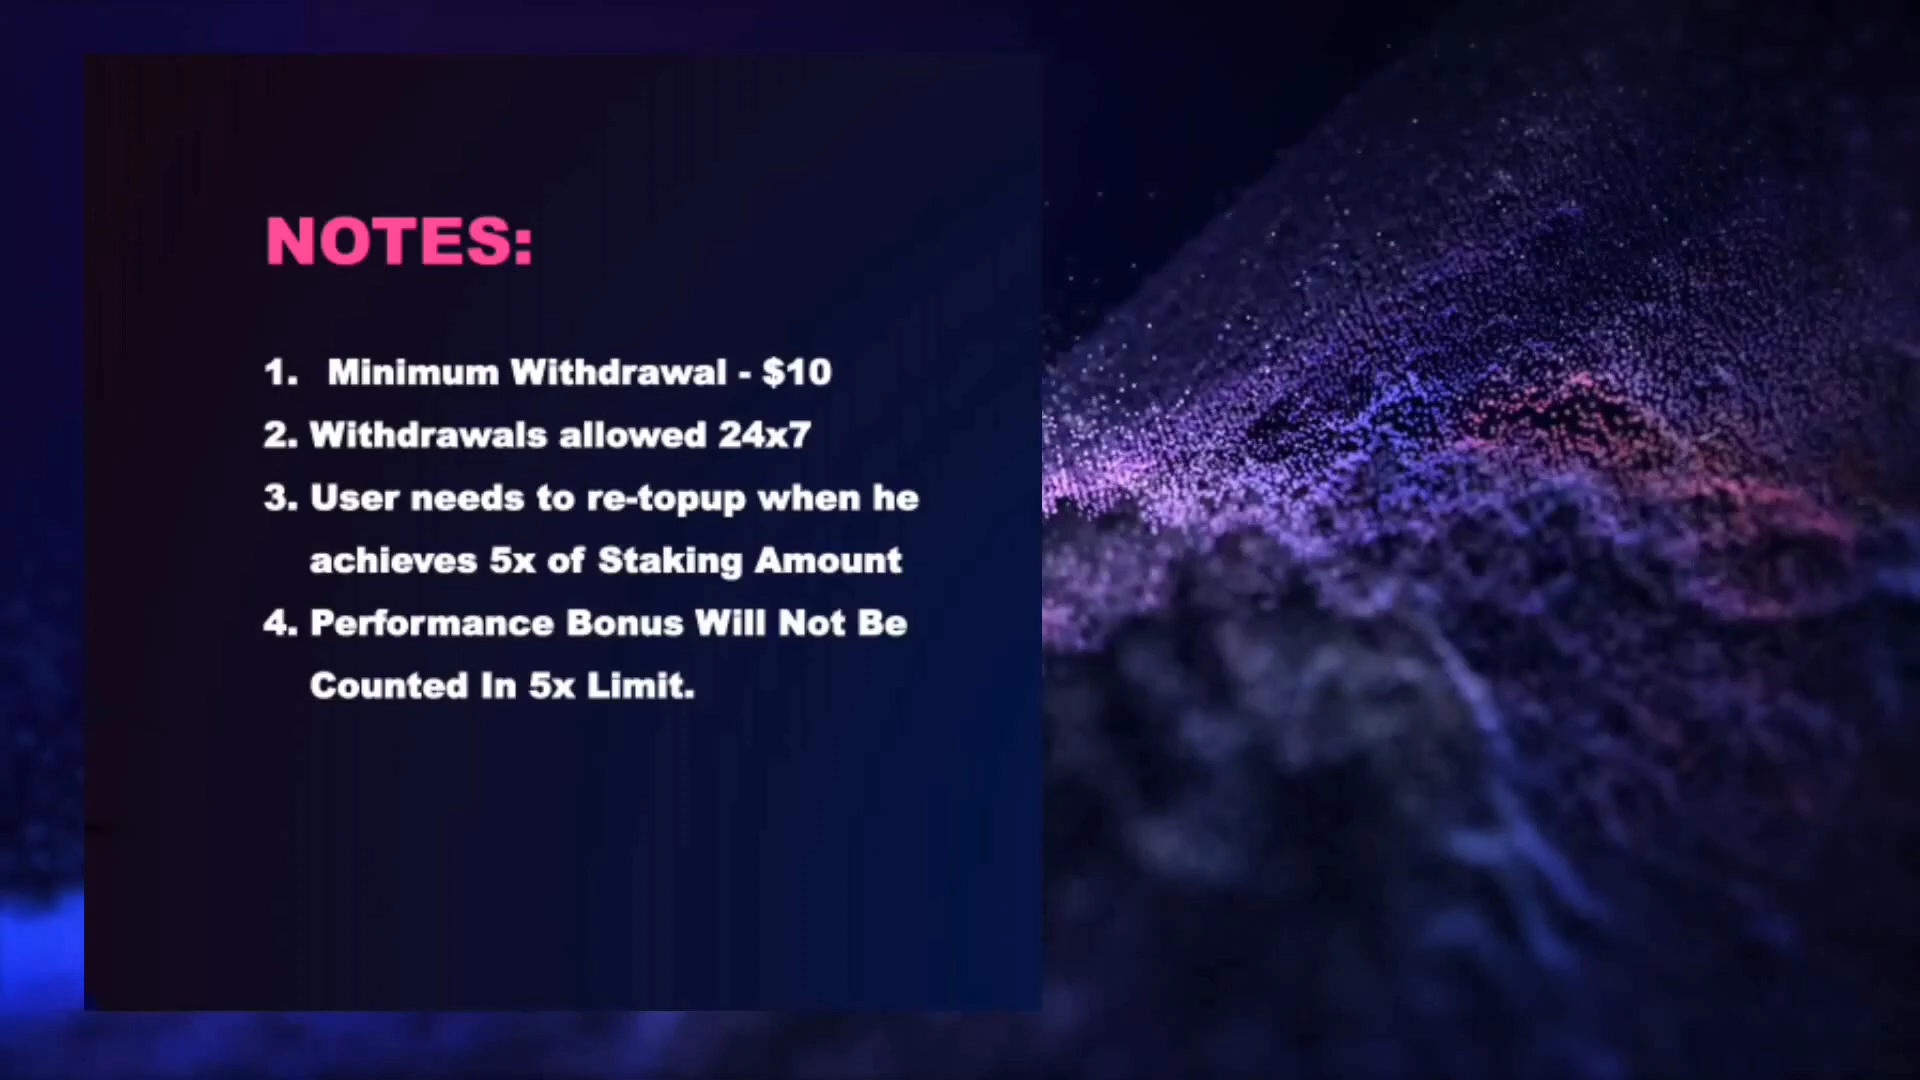 NOTES:
1. Minimum Withdrawal - $10
2. Withdrawals allowed 24x7
3. User needs to re-topup when he
achieves 5x of Staking Amount
4. Performance Bonus Will Not Be
Counted In 5x Limit.